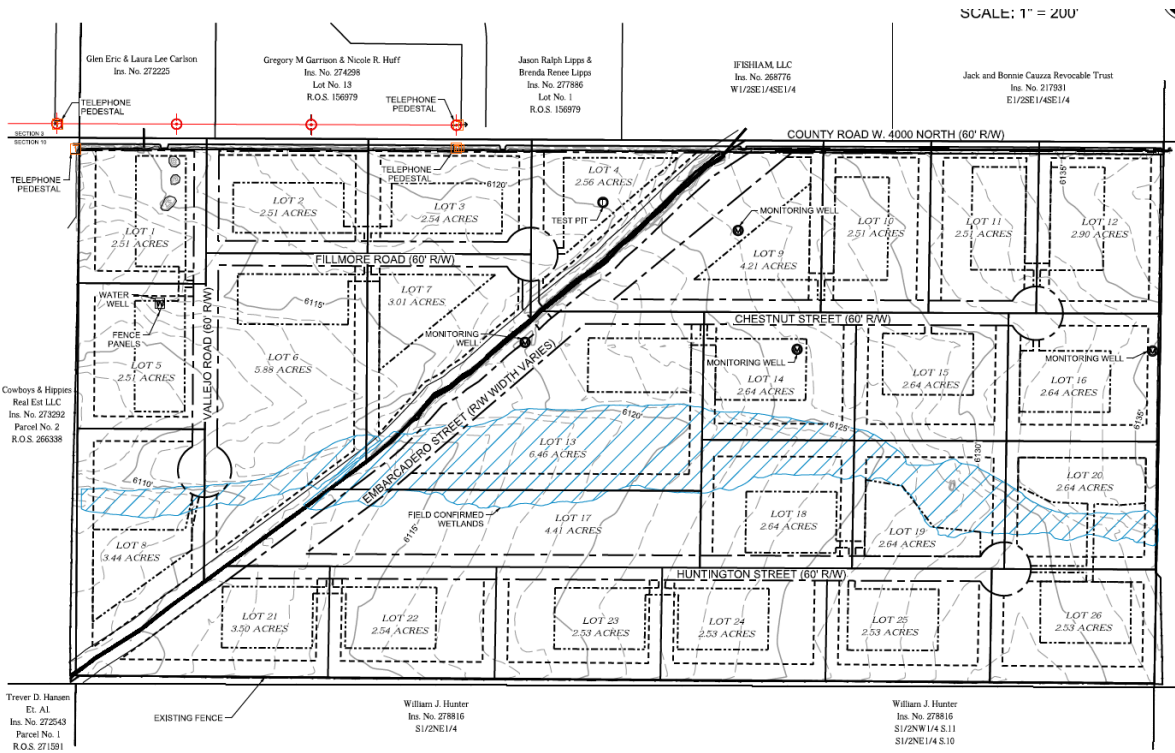 SCALE: 1" = 200'
Glen Eric & Laura Lee Carlson
Ins. No. 272225
Gregory M Garrison & Nicole R. Huff
Ins. No. 274298
Lot No. 13
R.O.S. 156979
Jason Ralph Lipps &
Brenda Renee Lipps
Ins. No. 277886
Lot No. 1
R.O.S. 156979
IFISHIAM, LLC
Ins. No. 268776
W1/2SE1/4SE1/4
Jack and Bonnie Cauzza Revocable Trust
Ins. No. 217931
E1/2SE1/4SE1/4
TELEPHONE
PEDESTAL
TELEPHONE
PEDESTAL
SECTION 3
SECTION 10
COUNTY ROAD W. 4000 NORTH (60' R/W)
TELEPHONE
PEDESTAL
TELEPHONE
PEDESTAL
LOT 1
2.51 ACRES
LOT 2
2.51 ACRES
6120'
LOT 3
2.54 ACRES
LOT 4
2.56 ACRES
TEST PIT
MONITORING WELL
LOT 9
4.21 ACRES
LOT 10
2.51 ACRES
LOT 11
2.51 ACRES
6135'
LOT 12
2.90 ACRES
FILLMORE ROAD (60' R/W)
WATER
WELL
FENCE
PANELS
LOT 5
2.51 ACRES
VALLEJO ROAD (60' R/W)
6115'
LOT 6
5.88 ACRES
LOT 7
3.01 ACRES
MONITORING
WELL
CHESTNUT STREET (60' R/W)
MONITORING WELL
LOT 14
2.64 ACRES
LOT 15
2.64 ACRES
MONITORING WELL
LOT 16
2.64 ACRES
6135'
Cowboys & Hippies
Real Est LLC
Ins. No. 273292
Parcel No. 2
R.O.S. 266338
EMBARCADERO STREET (R/W WIDTH VARIES)
6120'
6125'
6130'
LOT 13
6.46 ACRES
6110'
LOT 8
3.44 ACRES
6115'
FIELD CONFIRMED
WETLANDS
LOT 17
4.41 ACRES
LOT 18
2.64 ACRES
LOT 19
2.64 ACRES
LOT 20
2.64 ACRES
HUNTINGTON STREET (60' R/W)
LOT 21
3.50 ACRES
LOT 22
2.54 ACRES
LOT 23
2.53 ACRES
LOT 24
2.53 ACRES
LOT 25
2.53 ACRES
LOT 26
2.53 ACRES
Trever D. Hansen
Et. Al.
Ins. No. 272543
Parcel No. 1
R.O.S. 271591
EXISTING FENCE
William J. Hunter
Ins. No. 278816
S1/2NE1/4
William J. Hunter
Ins. No. 278816
S1/2NW1/4 S.11
S1/2NE1/4 S.10